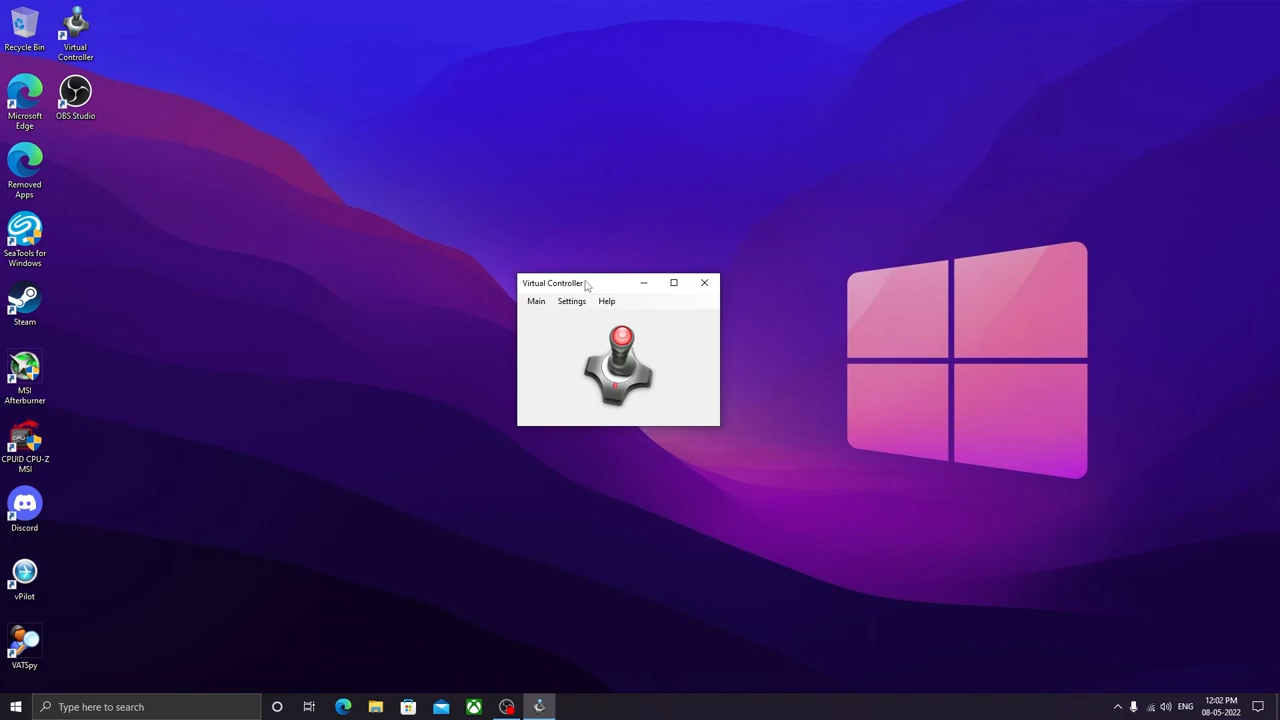 Recycle Bin
Virtual
Controller
Microsoft
Edge
OBS Studio
Removed
Apps
SeaTools for
Windows
Steam
MSI
Afterburner
CPUID CPU-Z
MSI
Discord
vPilot
VATSpy
Virtual Controller
Main Settings Help
Type here to search
ENG
12:02 PM
08-05-2022